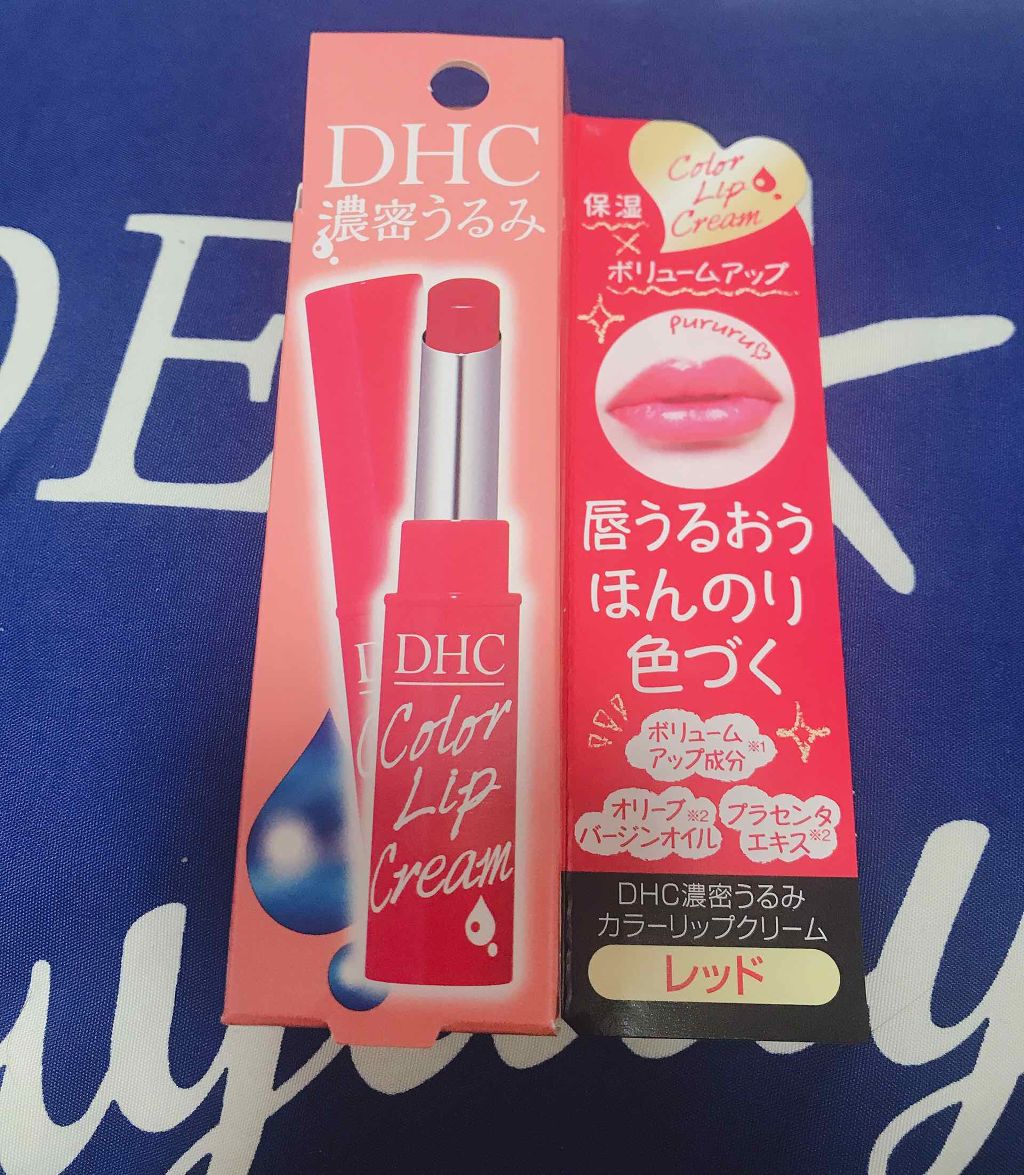 DHC
濃密うるみ
DHC
Color
Lip
Cream
Color
Lip
Cream
保湿
×
ボリュームアップ
pururu
唇うるおう
ほんのり
色づく
ボリューム
アップ成分※1
オリーブ※2
バージンオイル
プラセンタ
エキス※2
DHC濃密うるみ
カラーリップクリーム
レッド